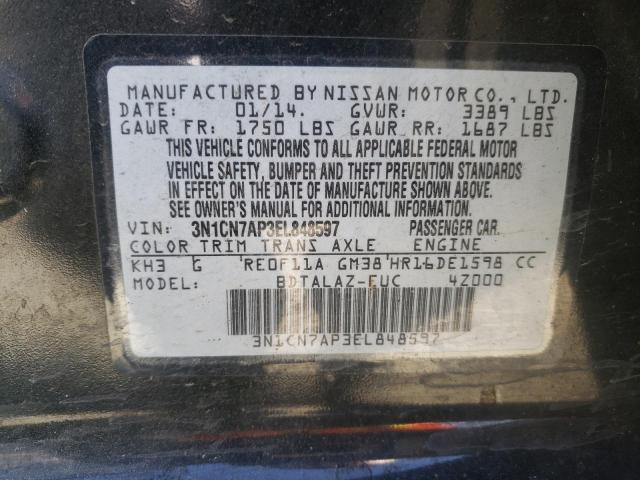 MANUFACTURED BY NISSAN MOTOR CO., LTD.
DATE: 01/14. GVWR: 3389 LBS
GAWR FR: 1750 LBS GAWR RR: 1687 LBS
THIS VEHICLE CONFORMS TO ALL APPLICABLE FEDERAL MOTOR
VEHICLE SAFETY, BUMPER AND THEFT PREVENTION STANDARDS
IN EFFECT ON THE DATE OF MANUFACTURE SHOWN ABOVE.
SEE OWNER'S MANUAL FOR ADDITIONAL INFORMATION.
VIN: 3N1CN7AP3EL848597 PASSENGER CAR.
COLOR TRIM TRANS AXLE ENGINE
KH3 G RE0F11A GM38 HR16DE1598 CC
MODEL: BDTALAZ-EUC 4Z000
3N1CN7AP3EL848597